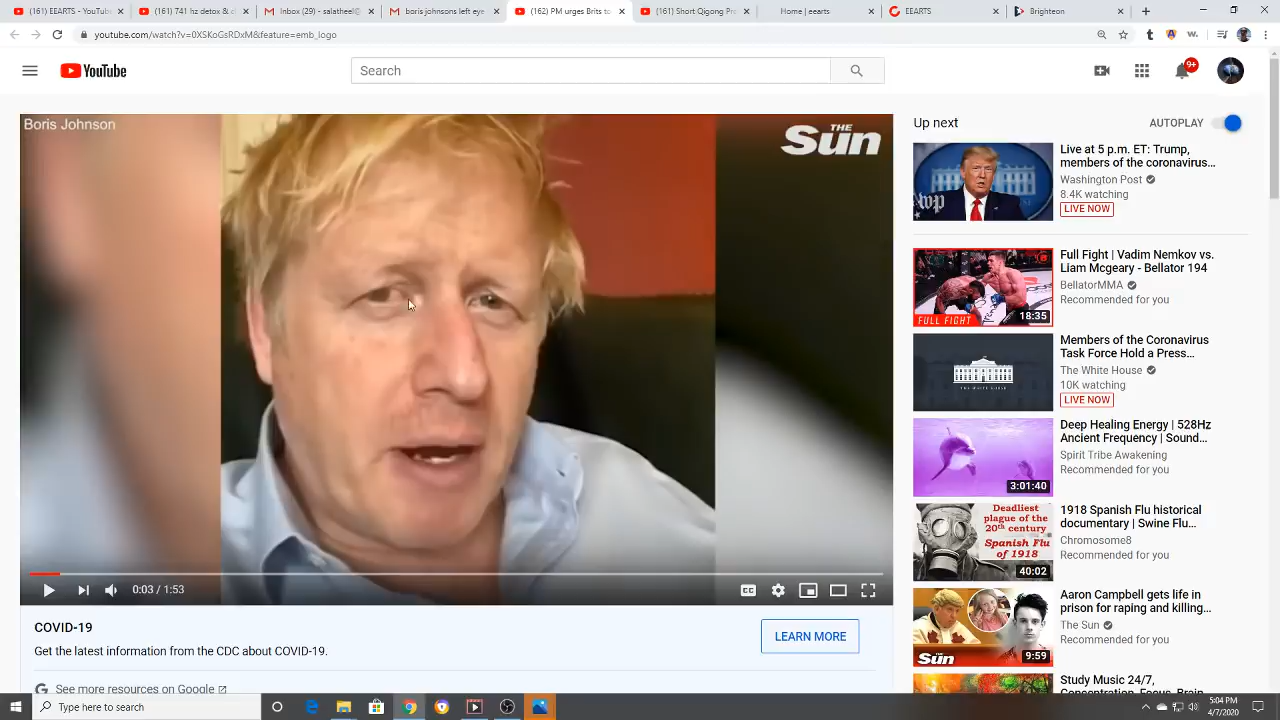 (161) EEARTS - YouTub
(161) 741 hz detox & c
Inbox (29) - salathee8@
boris johnsons left eye
(162) PM urges Brits to
(161) Short Qigong Pro
Home | eearts
EEARTS
Brighteon
youtube.com/watch?v=0XSKoGsRDxM&feature=emb_logo
YouTube
Search
9+
Boris Johnson
THE Sun
0:03 / 1:53
CC
COVID-19
Get the latest information from the CDC about COVID-19.
LEARN MORE
See more resources on Google
Up next
AUTOPLAY
wp
Live at 5 p.m. ET: Trump,
members of the coronavirus...
Washington Post
8.4K watching
LIVE NOW
FULL FIGHT
18:35
Full Fight | Vadim Nemkov vs.
Liam Mcgeary - Bellator 194
BellatorMMA
Recommended for you
Members of the Coronavirus
Task Force Hold a Press...
The White House
10K watching
LIVE NOW
3:01:40
Deep Healing Energy | 528Hz
Ancient Frequency | Sound...
Spirit Tribe Awakening
Recommended for you
Deadliest
plague of the
20th century
Spanish Flu
of 1918
40:02
1918 Spanish Flu historical
documentary | Swine Flu...
Chromosome8
Recommended for you
Sun
9:59
Aaron Campbell gets life in
prison for raping and killing...
The Sun
Recommended for you
Study Music 24/7,
Type here to search
5:04 PM
4/7/2020